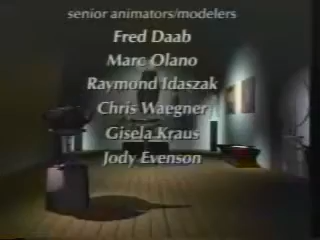 senior animators/modelers
Fred Daab
Marc Olano
Raymond Idaszak
Chris Waegner
Gisela Kraus
Jody Evenson